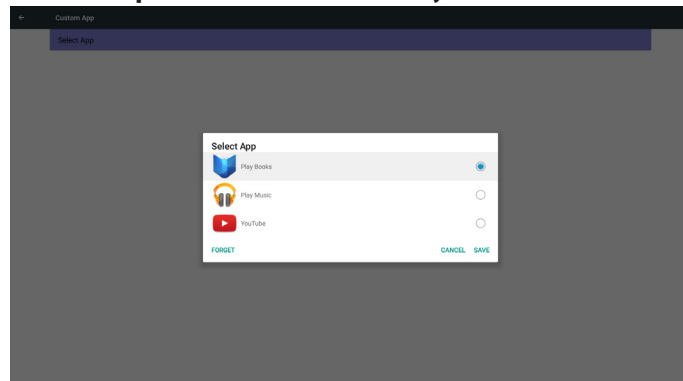 Custom App
Select App
Select App
Play Books
Play Music
YouTube
FORGET CANCEL SAVE